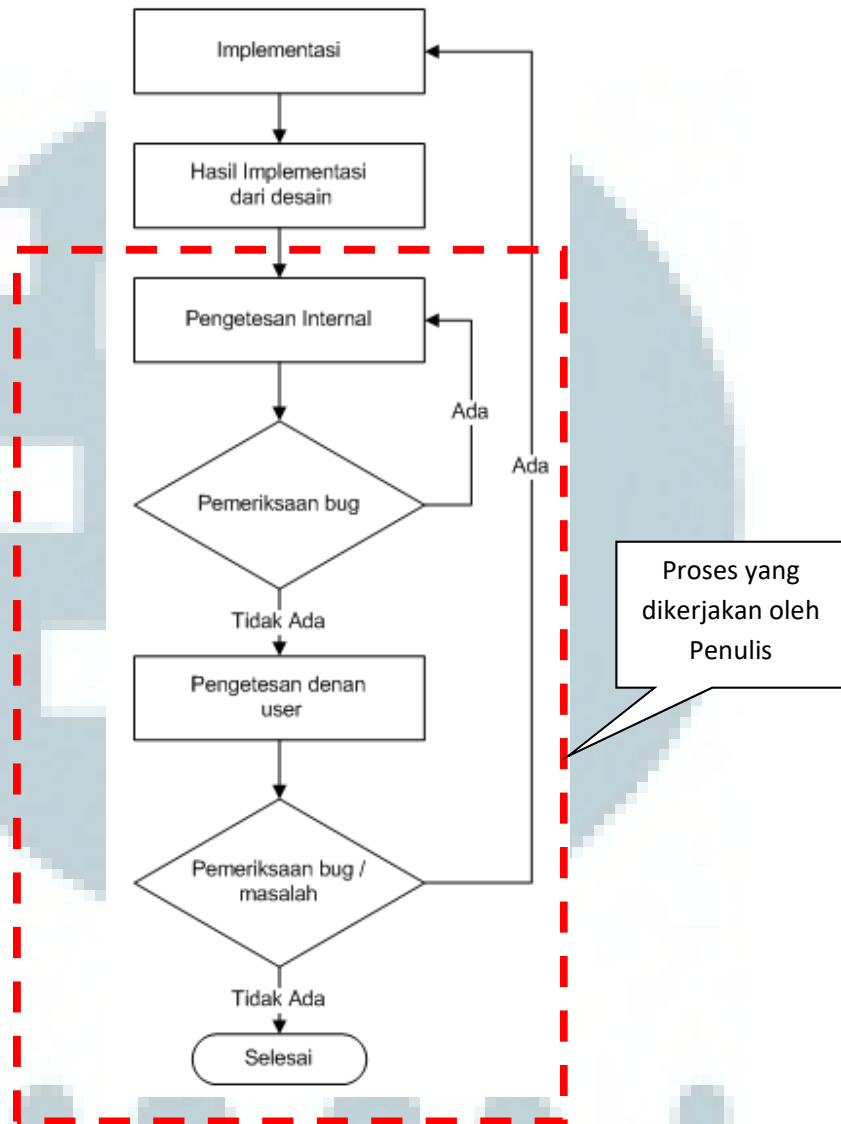 Implementasi
Hasil Implementasi
dari desain
Pengetesan Internal
Ada
Ada
Pemeriksaan bug
Proses yang
dikerjakan oleh
Penulis
Tidak Ada
Pengetesan denan
user
Pemeriksaan bug /
masalah
Tidak Ada
Selesai